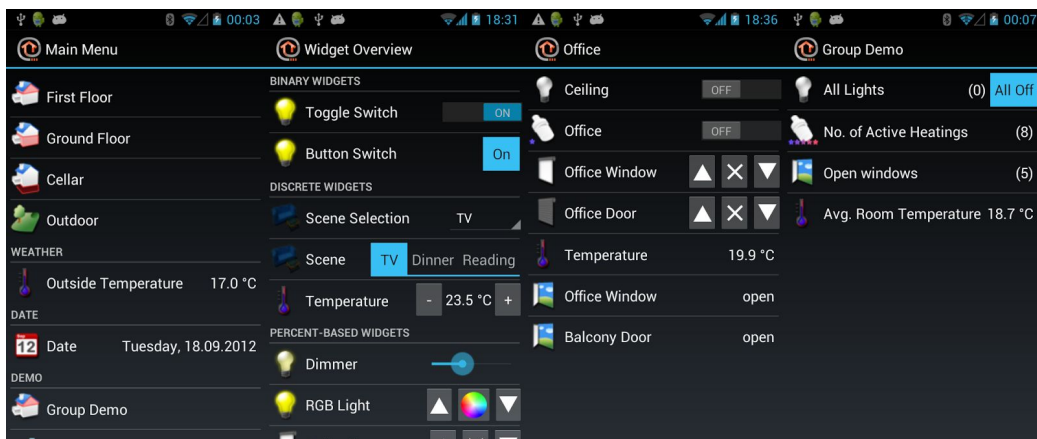 00:03
Main Menu
First Floor
Ground Floor
Cellar
Outdoor
WEATHER
Outside Temperature 17.0 °C
DATE
12 Date Tuesday, 18.09.2012
DEMO
Group Demo
18:31
Widget Overview
BINARY WIDGETS
Toggle Switch ON
Button Switch On
DISCRETE WIDGETS
Scene Selection TV
Scene TV Dinner Reading
Temperature - 23.5 °C +
PERCENT-BASED WIDGETS
Dimmer
RGB Light
18:36
Office
Ceiling OFF
Office OFF
Office Window
Office Door
Temperature 19.9 °C
Office Window open
Balcony Door open
00:07
Group Demo
All Lights (0) All Off
No. of Active Heatings (8)
Open windows (5)
Avg. Room Temperature 18.7 °C